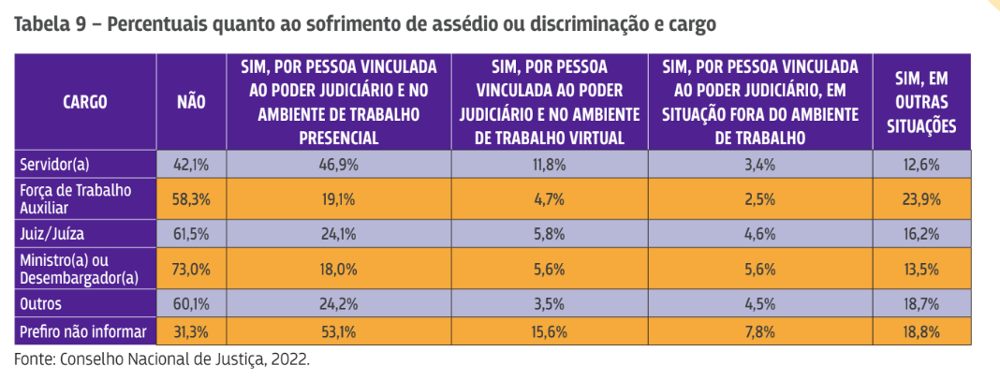 Tabela 9 – Percentuais quanto ao sofrimento de assédio ou discriminação e cargo
CARGO
NÃO
SIM, POR PESSOA VINCULADA
AO PODER JUDICIÁRIO E NO
AMBIENTE DE TRABALHO
PRESENCIAL
SIM, POR PESSOA
VINCULADA AO PODER
JUDICIÁRIO E NO AMBIENTE
DE TRABALHO VIRTUAL
SIM, POR PESSOA VINCULADA
AO PODER JUDICIÁRIO, EM
SITUAÇÃO FORA DO AMBIENTE
DE TRABALHO
SIM, EM
OUTRAS
SITUAÇÕES
Servidor(a) 42,1% 46,9% 11,8% 3,4% 12,6%
Força de Trabalho
Auxiliar 58,3% 19,1% 4,7% 2,5% 23,9%
Juiz/Juíza 61,5% 24,1% 5,8% 4,6% 16,2%
Ministro(a) ou
Desembargador(a) 73,0% 18,0% 5,6% 5,6% 13,5%
Outros 60,1% 24,2% 3,5% 4,5% 18,7%
Prefiro não informar 31,3% 53,1% 15,6% 7,8% 18,8%
Fonte: Conselho Nacional de Justiça, 2022.